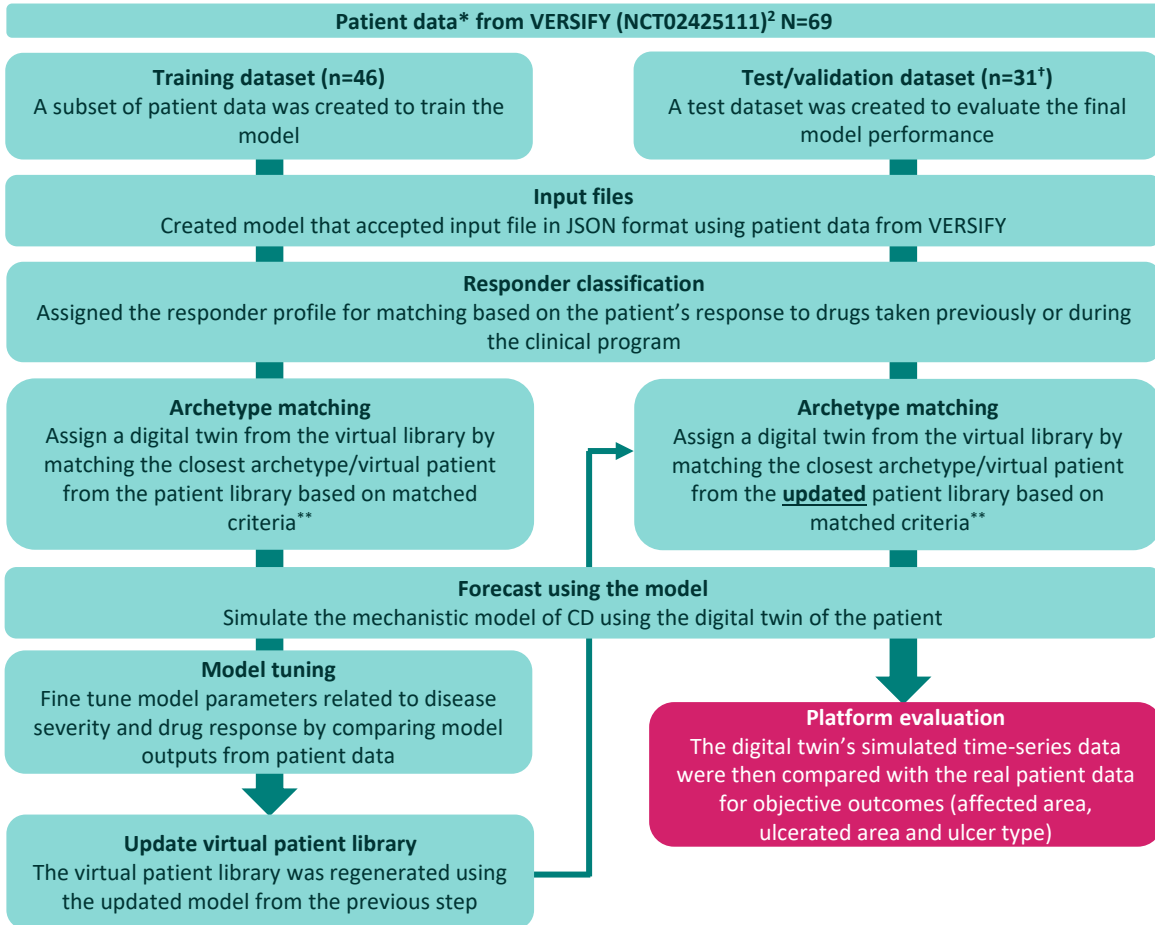 Patient data* from VERSIFY (NCT02425111)² N=69
Training dataset (n=46)
A subset of patient data was created to train the
model
Test/validation dataset (n=31†)
A test dataset was created to evaluate the final
model performance
Input files
Created model that accepted input file in JSON format using patient data from VERSIFY
Responder classification
Assigned the responder profile for matching based on the patient's response to drugs taken previously or during
the clinical program
Archetype matching
Assign a digital twin from the virtual library by
matching the closest archetype/virtual patient
from the patient library based on matched
criteria**
Archetype matching
Assign a digital twin from the virtual library by
matching the closest archetype/virtual patient
from the updated patient library based on
matched criteria**
Forecast using the model
Simulate the mechanistic model of CD using the digital twin of the patient
Model tuning
Fine tune model parameters related to disease
severity and drug response by comparing model
outputs from patient data
Update virtual patient library
The virtual patient library was regenerated using
the updated model from the previous step
Platform evaluation
The digital twin's simulated time-series data
were then compared with the real patient data
for objective outcomes (affected area,
ulcerated area and ulcer type)